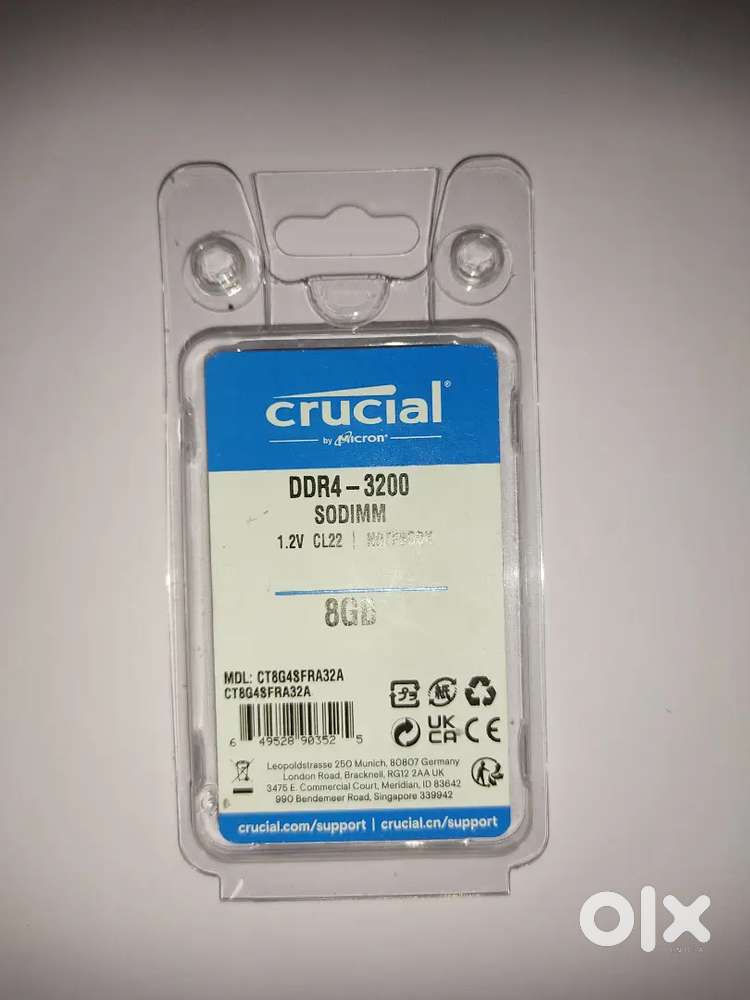 crucial®
by Micron®
DDR4-3200
SODIMM
1.2V CL22 | NOTEBOOK
8GB
MDL: CT8G4SFRA32A
CT8G4SFRA32A
6 49528 90352 5
UK
CA
CE
Leopoldstrasse 250 Munich, 80807 Germany
London Road, Bracknell, RG12 2AA UK
3475 E. Commercial Court, Meridian, ID 83642
990 Bendemeer Road, Singapore 339942
crucial.com/support | crucial.cn/support
olx